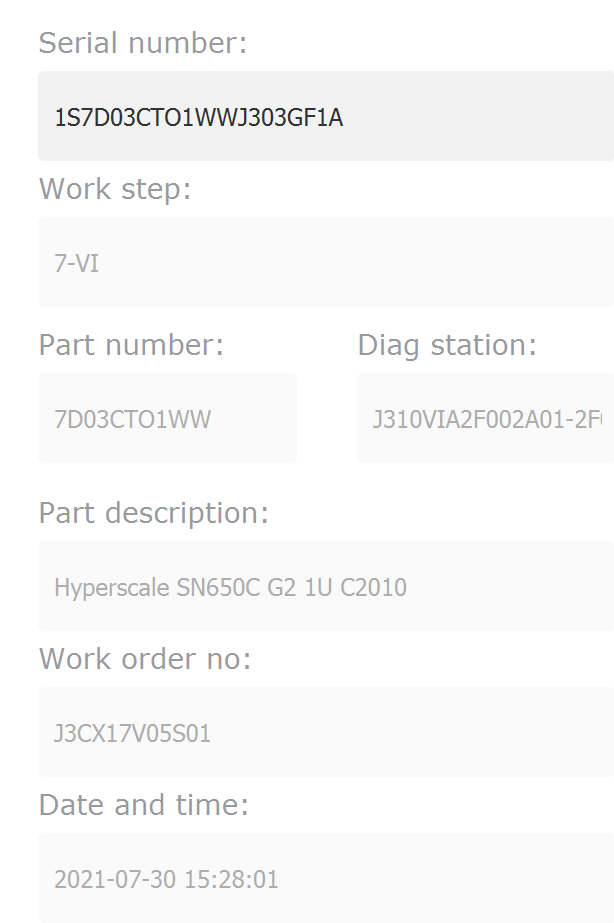 Serial number:
1S7D03CTO1WWJ303GF1A
Work step:
7-VI
Part number:
Diag station:
7D03CTO1WW
J310VIA2F002A01-2F
Part description:
Hyperscale SN650C G2 1U C2010
Work order no:
J3CX17V05S01
Date and time:
2021-07-30 15:28:01